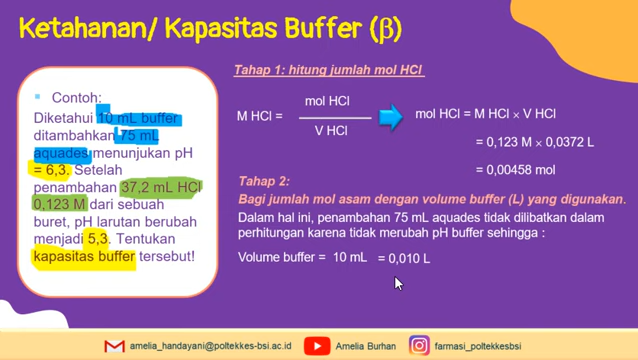 Ketahanan/ Kapasitas Buffer (β)
Contoh:
Diketahui 10 mL buffer
ditambahkan 75 mL
aquades menunjukan pH
= 6,3. Setelah
penambahan 37,2 mL HCl
0,123 M dari sebuah
buret, pH larutan berubah
menjadi 5,3. Tentukan
kapasitas buffer tersebut!
Tahap 1: hitung jumlah mol HCl
M HCl = mol HCl
V HCl
mol HCl = M HCl × V HCl
= 0,123 M × 0,0372 L
= 0,00458 mol
Tahap 2:
Bagi jumlah mol asam dengan volume buffer (L) yang digunakan.
Dalam hal ini, penambahan 75 mL aquades tidak dilibatkan dalam
perhitungan karena tidak merubah pH buffer sehingga :
Volume buffer = 10 mL = 0,010 L
amelia_handayani@poltekkes-bsi.ac.id
Amelia Burhan
farmasi_poltekkesbsi